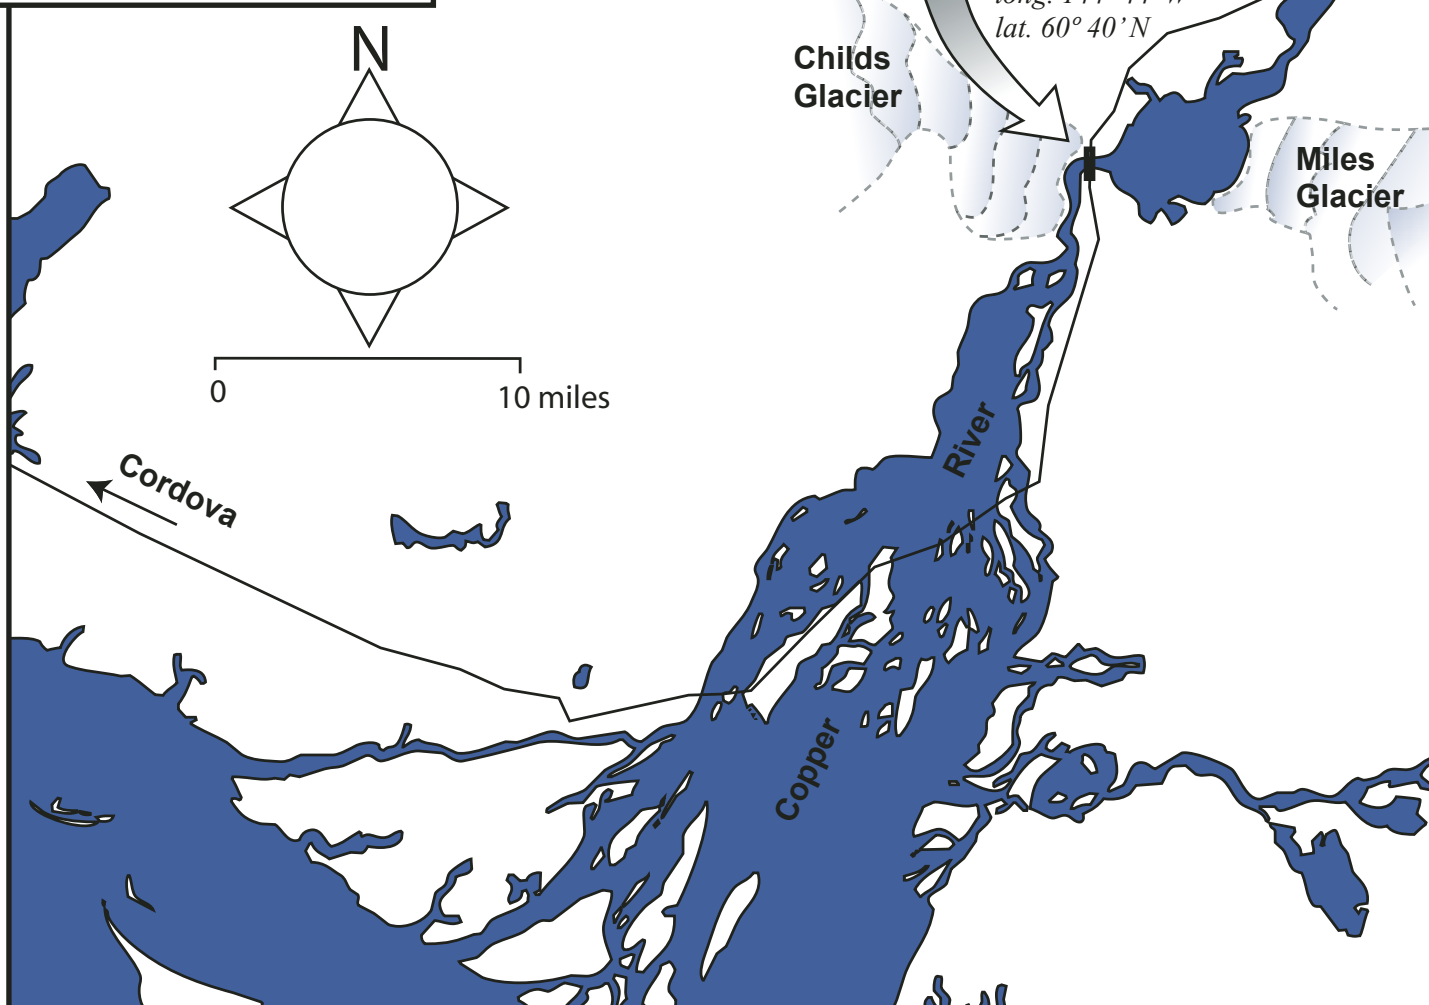 lat. 60° 40’ N
N
Childs
Glacier
Miles
Glacier
0
10 miles
River
Cordova
Copper